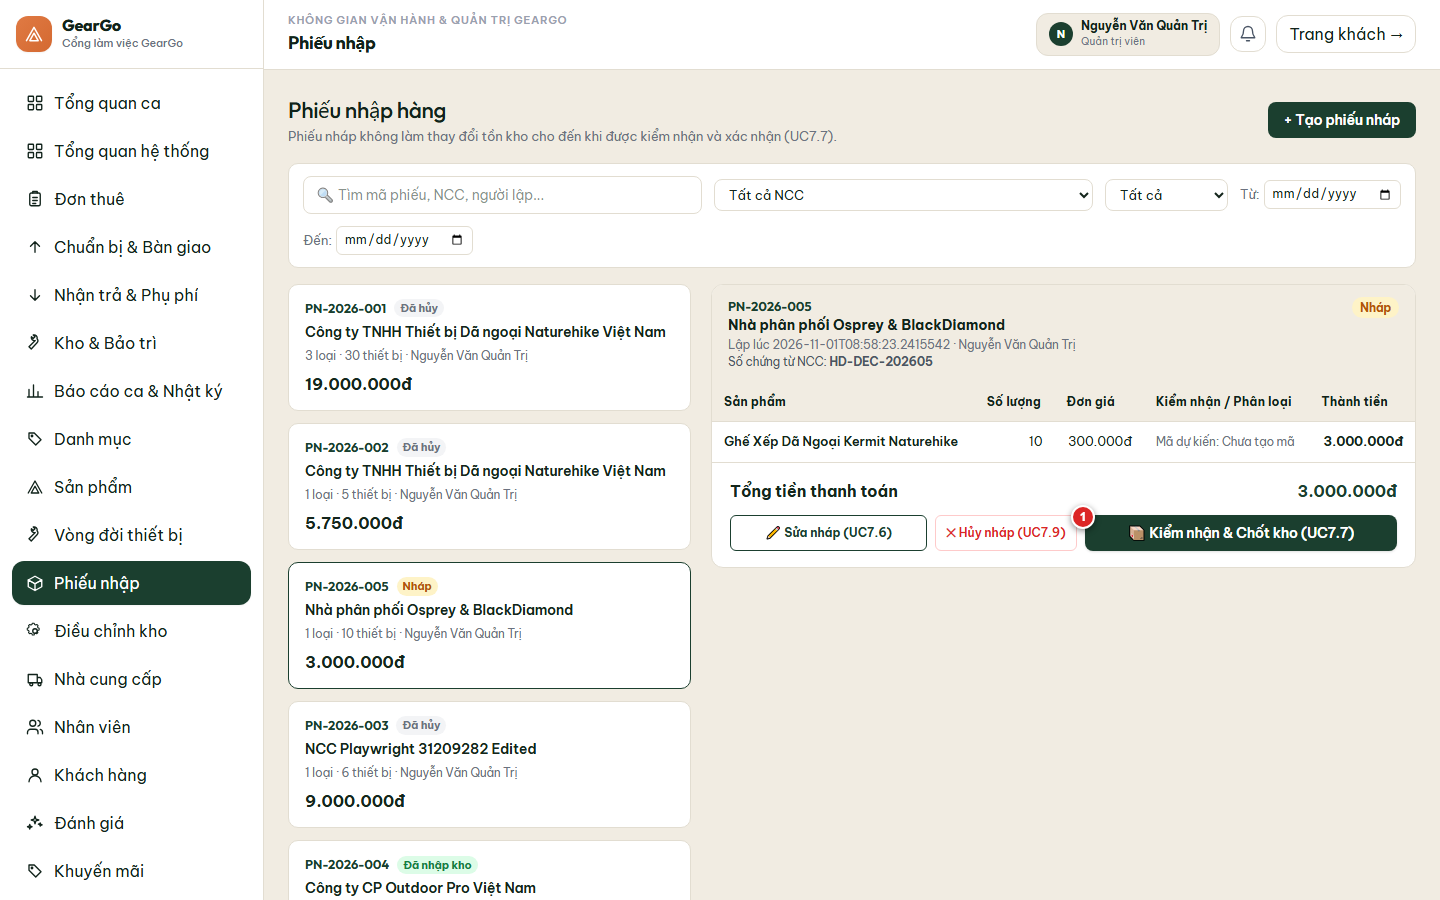 GearGo
Cổng làm việc GearGo
Tổng quan ca
Tổng quan hệ thống
Đơn thuê
Chuẩn bị & Bàn giao
Nhận trả & Phụ phí
Kho & Bảo trì
Báo cáo ca & Nhật ký
Danh mục
Sản phẩm
Vòng đời thiết bị
Phiếu nhập
Điều chỉnh kho
Nhà cung cấp
Nhân viên
Khách hàng
Đánh giá
Khuyến mãi
KHÔNG GIAN VẬN HÀNH & QUẢN TRỊ GEARGO
Phiếu nhập
N
Nguyễn Văn Quản Trị
Quản trị viên
Trang khách →
Phiếu nhập hàng
Phiếu nháp không làm thay đổi tồn kho cho đến khi được kiểm nhận và xác nhận (UC7.7).
+ Tạo phiếu nháp
Tìm mã phiếu, NCC, người lập...
Tất cả NCC
Tất cả
Từ: mm/dd/yyyy
Đến: mm/dd/yyyy
PN-2026-001 Đã hủy
Công ty TNHH Thiết bị Dã ngoại Naturehike Việt Nam
3 loại · 30 thiết bị · Nguyễn Văn Quản Trị
19.000.000đ
PN-2026-002 Đã hủy
Công ty TNHH Thiết bị Dã ngoại Naturehike Việt Nam
1 loại · 5 thiết bị · Nguyễn Văn Quản Trị
5.750.000đ
PN-2026-005 Nháp
Nhà phân phối Osprey & BlackDiamond
1 loại · 10 thiết bị · Nguyễn Văn Quản Trị
3.000.000đ
PN-2026-003 Đã hủy
NCC Playwright 31209282 Edited
1 loại · 6 thiết bị · Nguyễn Văn Quản Trị
9.000.000đ
PN-2026-004 Đã nhập kho
Công ty CP Outdoor Pro Việt Nam
PN-2026-005
Nháp
Nhà phân phối Osprey & BlackDiamond
Lập lúc 2026-11-01T08:58:23.2415542 · Nguyễn Văn Quản Trị
Số chứng từ NCC: HD-DEC-202605
Sản phẩm Số lượng Đơn giá Kiểm nhận / Phân loại Thành tiền
Ghế Xếp Dã Ngoại Kermit Naturehike 10 300.000đ Mã dự kiến: Chưa tạo mã 3.000.000đ
Tổng tiền thanh toán 3.000.000đ
Sửa nháp (UC7.6)
Hủy nháp (UC7.9)
1
Kiểm nhận & Chốt kho (UC7.7)